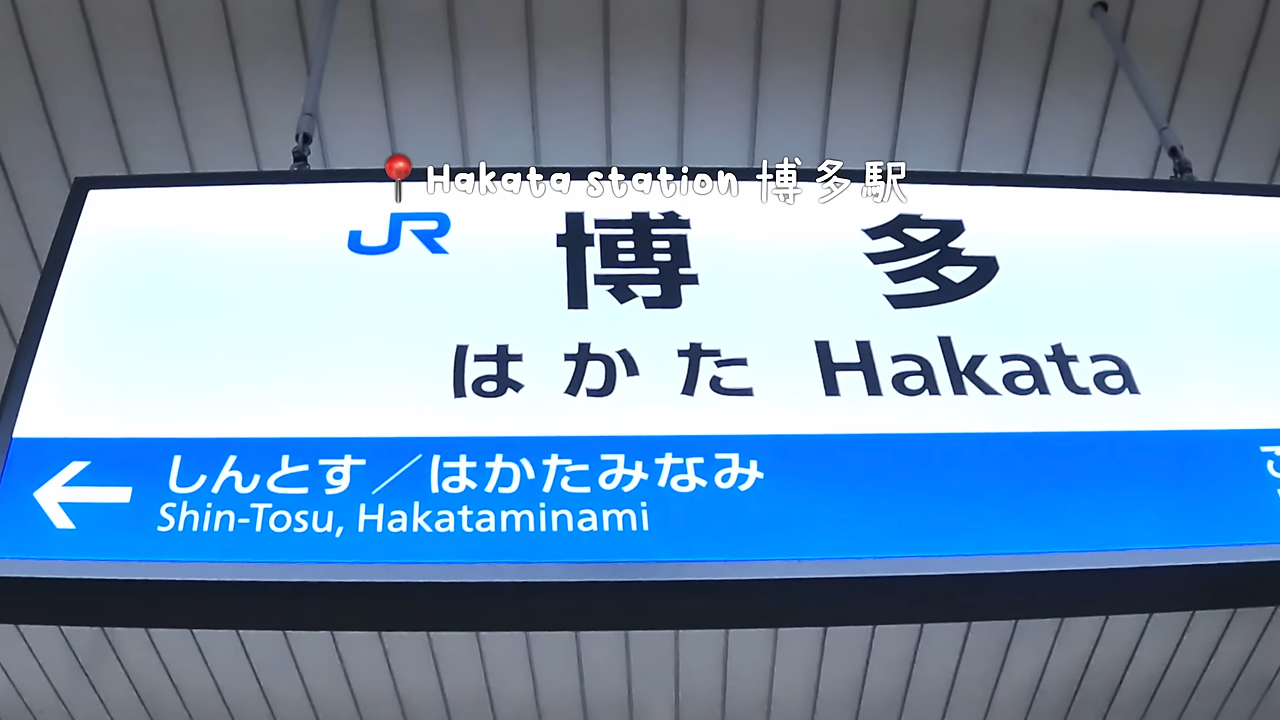 📍Hakata station 博多駅
JR 博多
はかた Hakata
← しんとす／はかたみなみ
Shin-Tosu, Hakataminami